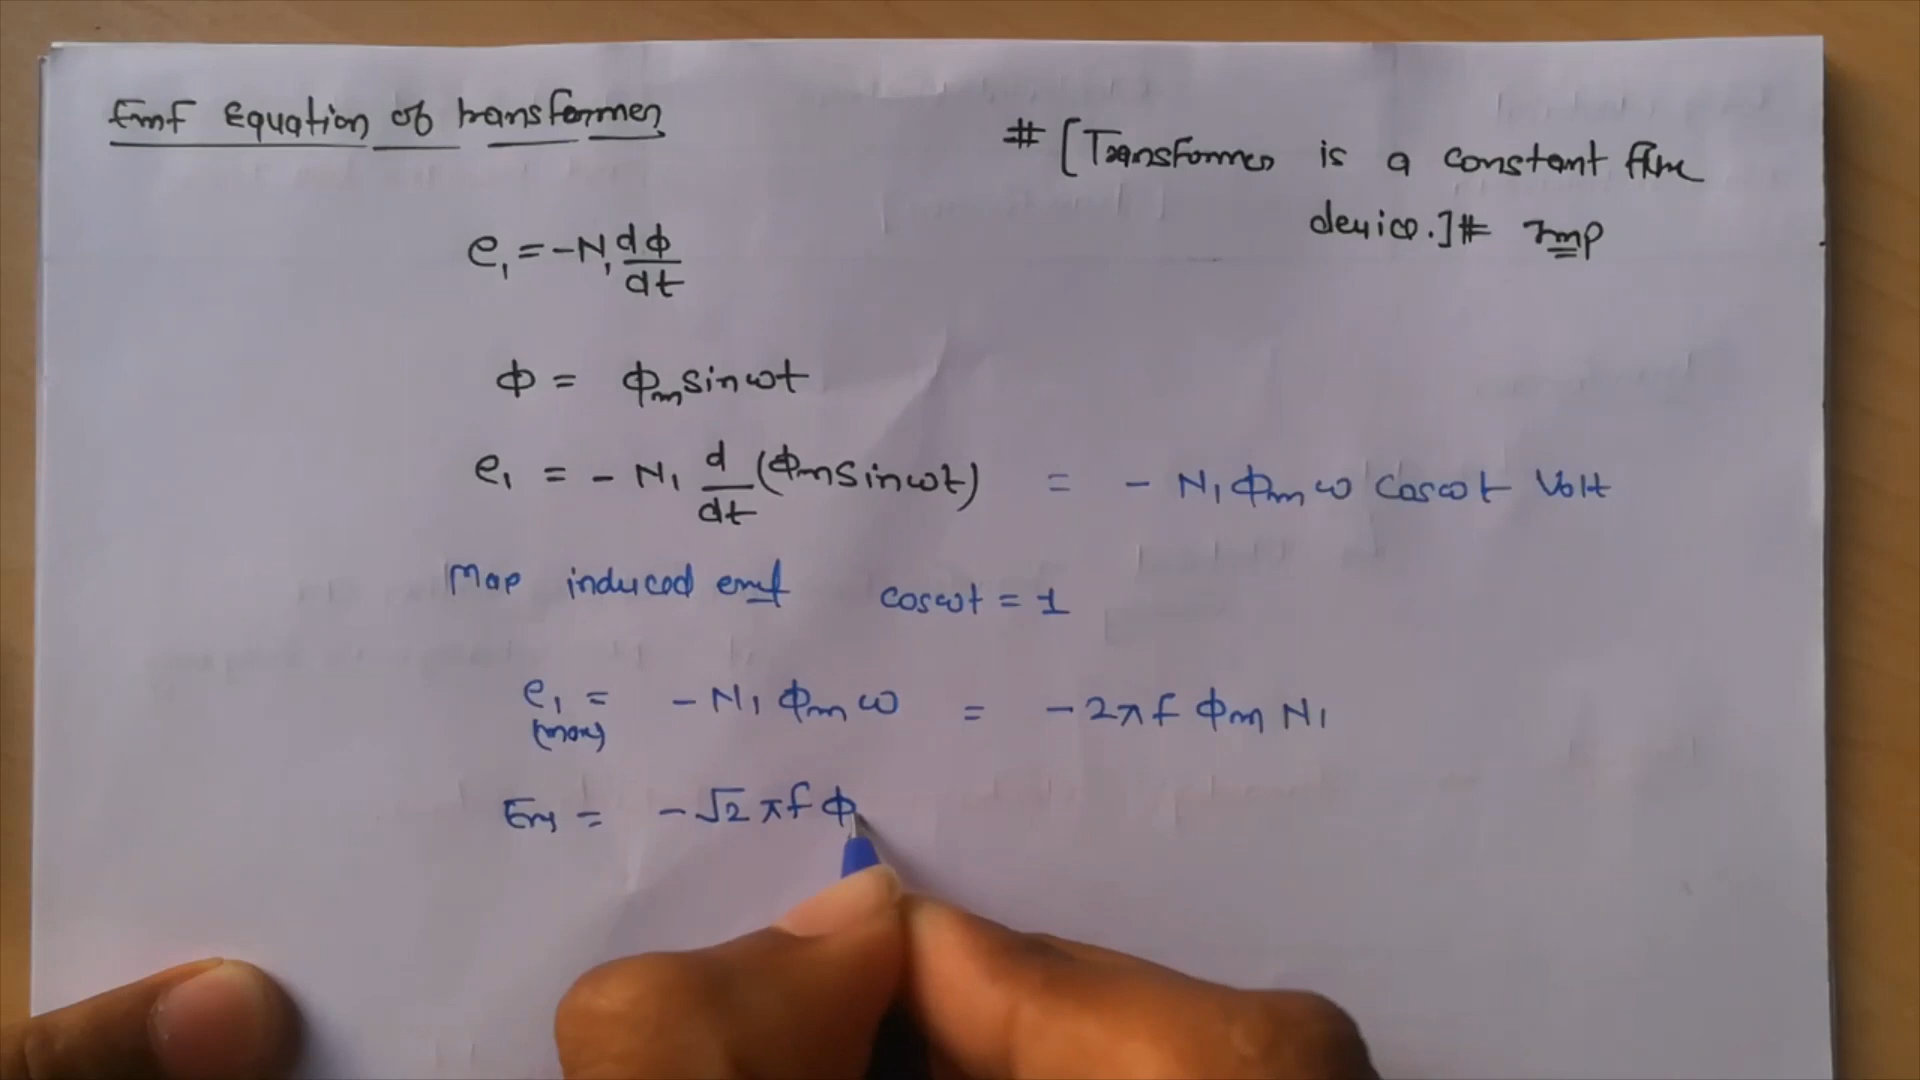 Emf Equation of transformer
# [Transformer is a constant flux
device.] # Imp
e₁ = -N₁ dϕ/dt
ϕ = ϕm sinωt
e₁ = - N₁ d/dt (ϕm sinωt) = - N₁ ϕm ω cosωt Volt
Max induced emf cosωt = 1
e₁ (max) = - N₁ ϕm ω = - 2πf ϕm N₁
= - √2 πf ϕ